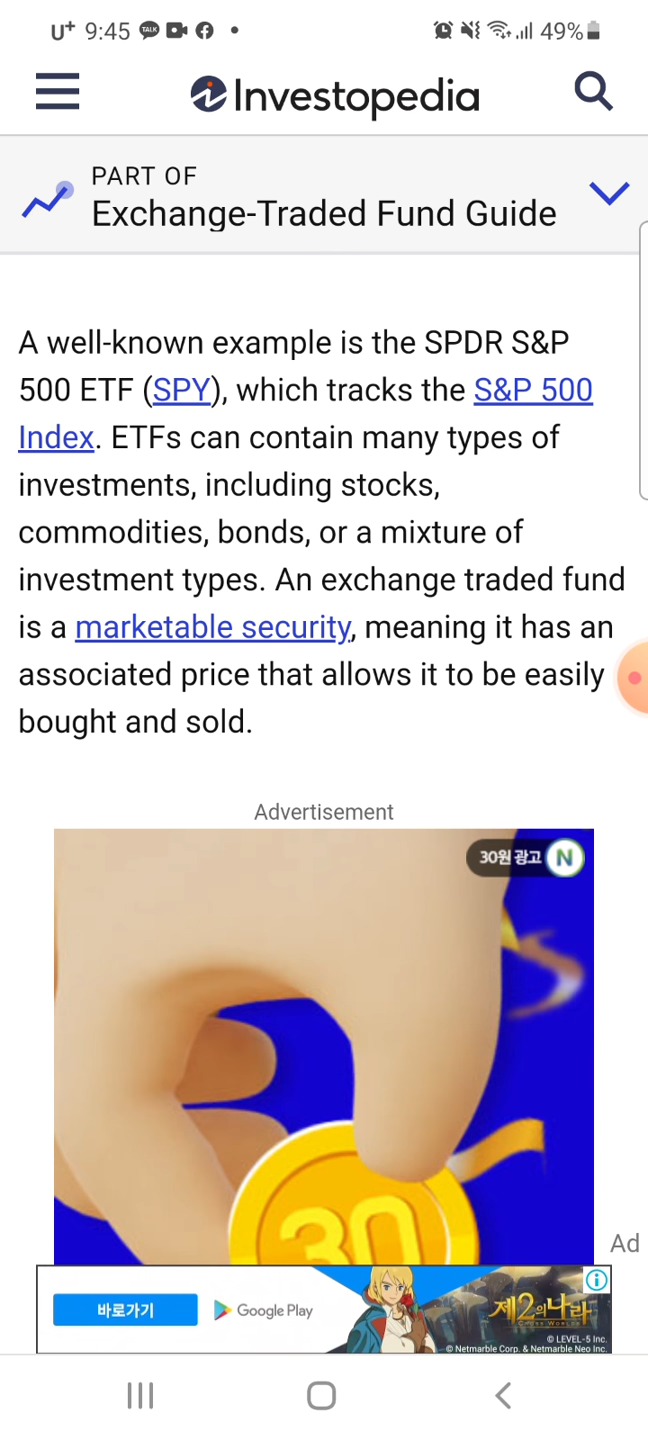 U+ 9:45 TALK 49%
Investopedia
PART OF
Exchange-Traded Fund Guide
A well-known example is the SPDR S&P
500 ETF (SPY), which tracks the S&P 500
Index. ETFs can contain many types of
investments, including stocks,
commodities, bonds, or a mixture of
investment types. An exchange traded fund
is a marketable security, meaning it has an
associated price that allows it to be easily
bought and sold.
Advertisement
30원 광고 N
30
Ad
바로가기 Google Play
제2의나라
CROSS WORLDS
© LEVEL-5 Inc.
© Netmarble Corp. & Netmarble Neo Inc.